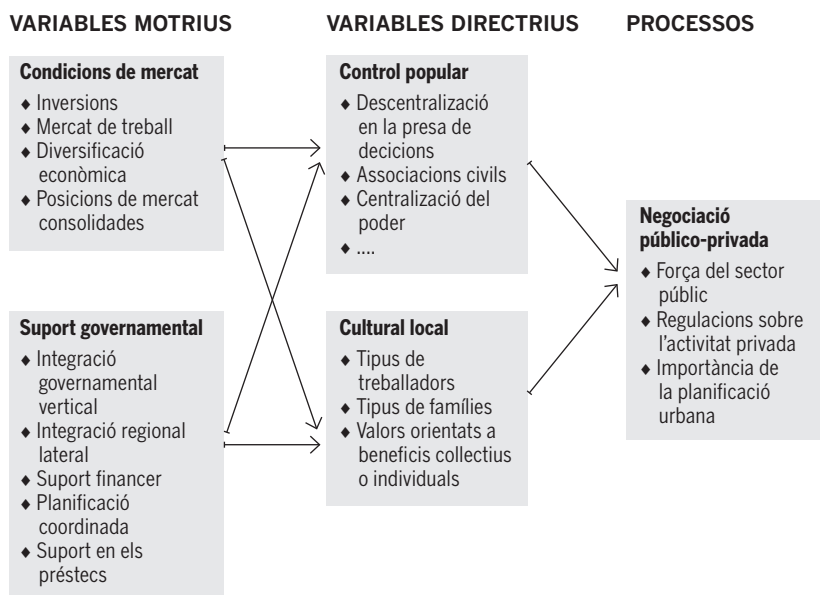 VARIABLES MOTRIUS
VARIABLES DIRECTRIUS
PROCESSOS
Condicions de mercat
♦ Inversions
♦ Mercat de treball
♦ Diversificació
econòmica
♦ Posicions de mercat
consolidades
Suport governamental
♦ Integració
governamental
vertical
♦ Integració regional
lateral
♦ Suport financer
♦ Planificació
coordinada
♦ Suport en els
préstecs
Control popular
♦ Descentralizació
en la presa de
decicions
♦ Associacions civils
♦ Centralizació del
poder
♦ ....
Cultural local
♦ Tipus de
treballadors
♦ Tipus de famílies
♦ Valors orientats a
beneficis collectius
o individuals
Negociació
público-privada
♦ Força del sector
públic
♦ Regulacions sobre
l'activitat privada
♦ Importància de
la planificació
urbana